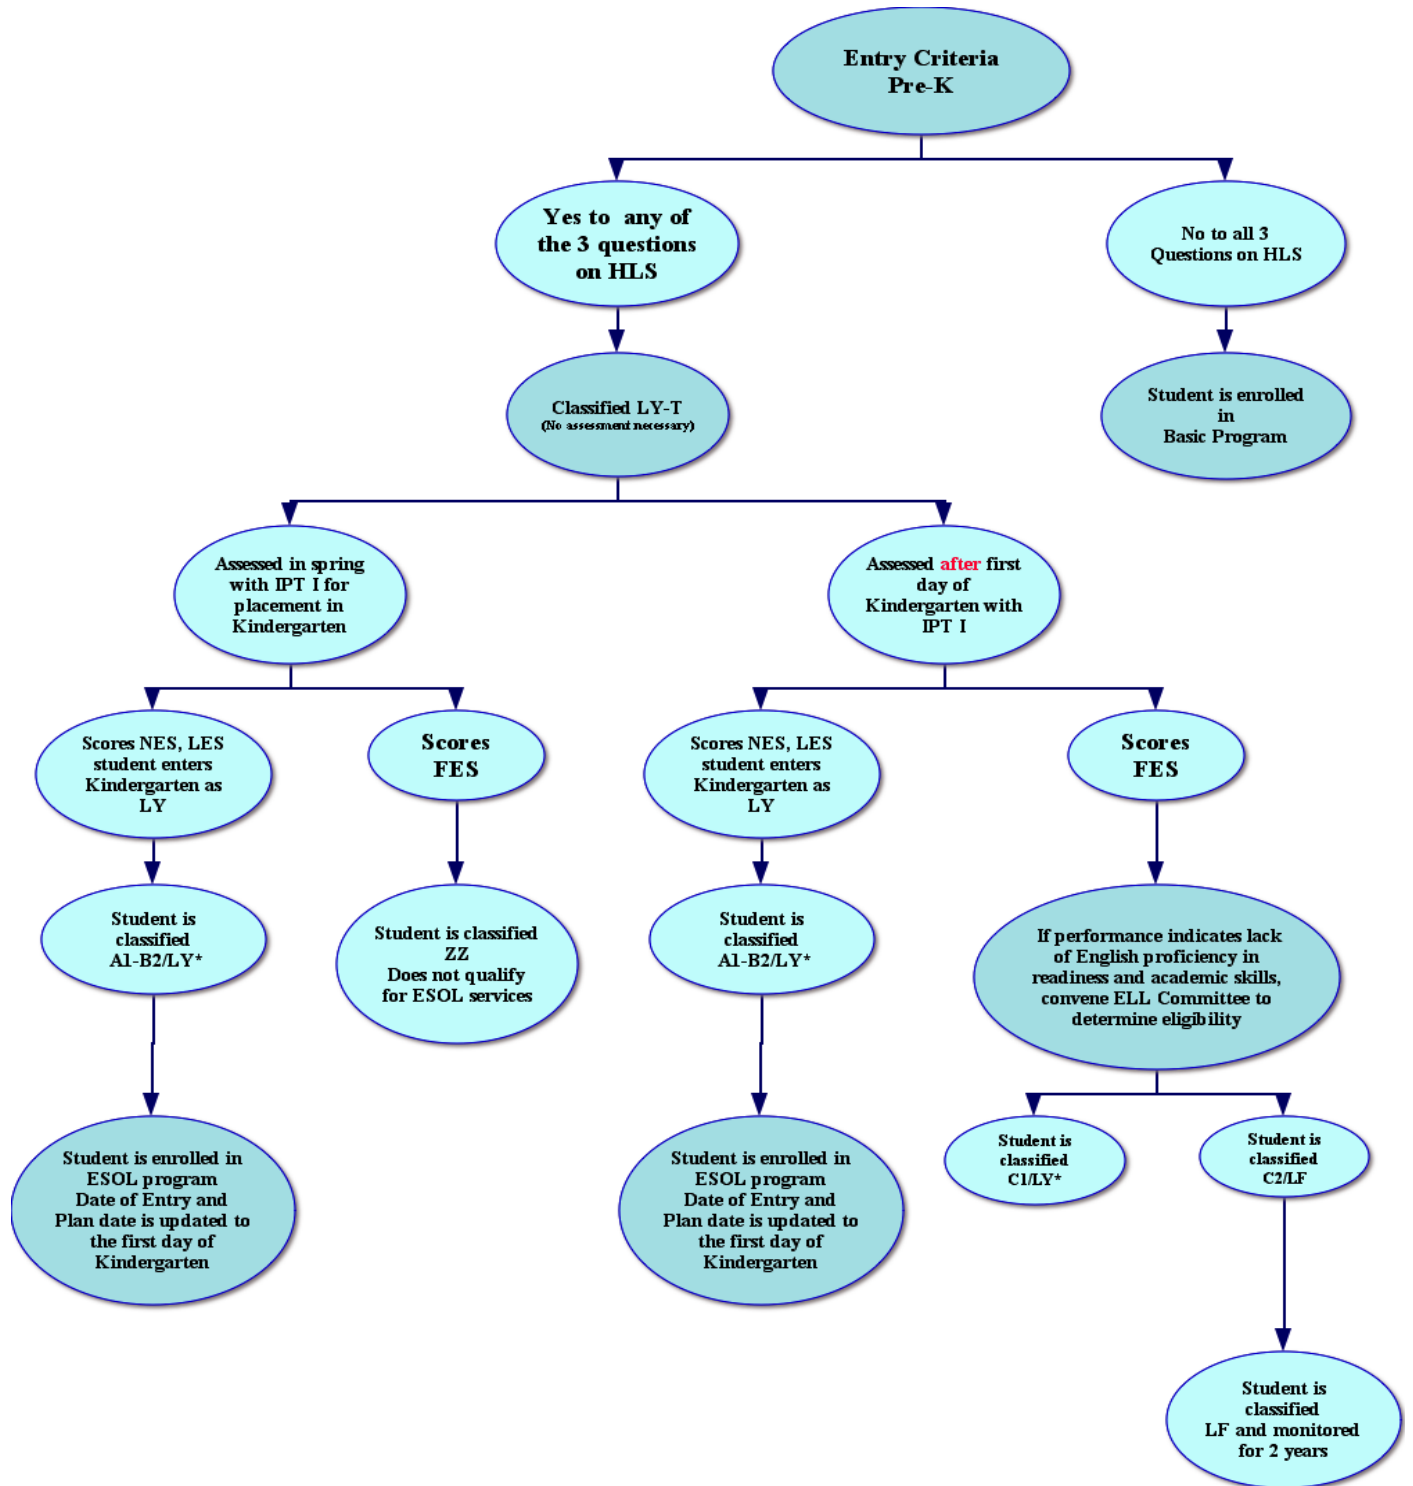 Entry Criteria
Pre-K
Yes to any of
the 3 questions
on HLS
No to all 3
Questions on HLS
Classified LY-T
(No assessment necessary)
Student is enrolled
in
Basic Program
Assessed in spring
with IPT I for
placement in
Kindergarten
Assessed after first
day of
Kindergarten with
IPT I
Scores NES, LES
student enters
Kindergarten as
LY
Scores
FES
Scores NES, LES
student enters
Kindergarten as
LY
Scores
FES
Student is
classified
A1-B2/LY*
Student is classified
ZZ
Does not qualify
for ESOL services
Student is
classified
A1-B2/LY*
If performance indicates lack
of English proficiency in
readiness and academic skills,
convene ELL Committee to
determine eligibility
Student is enrolled in
ESOL program
Date of Entry and
Plan date is updated to
the first day of
Kindergarten
Student is enrolled in
ESOL program
Date of Entry and
Plan date is updated to
the first day of
Kindergarten
Student is
classified
C1/LY*
Student is
classified
C2/LF
Student is
classified
LF and monitored
for 2 years